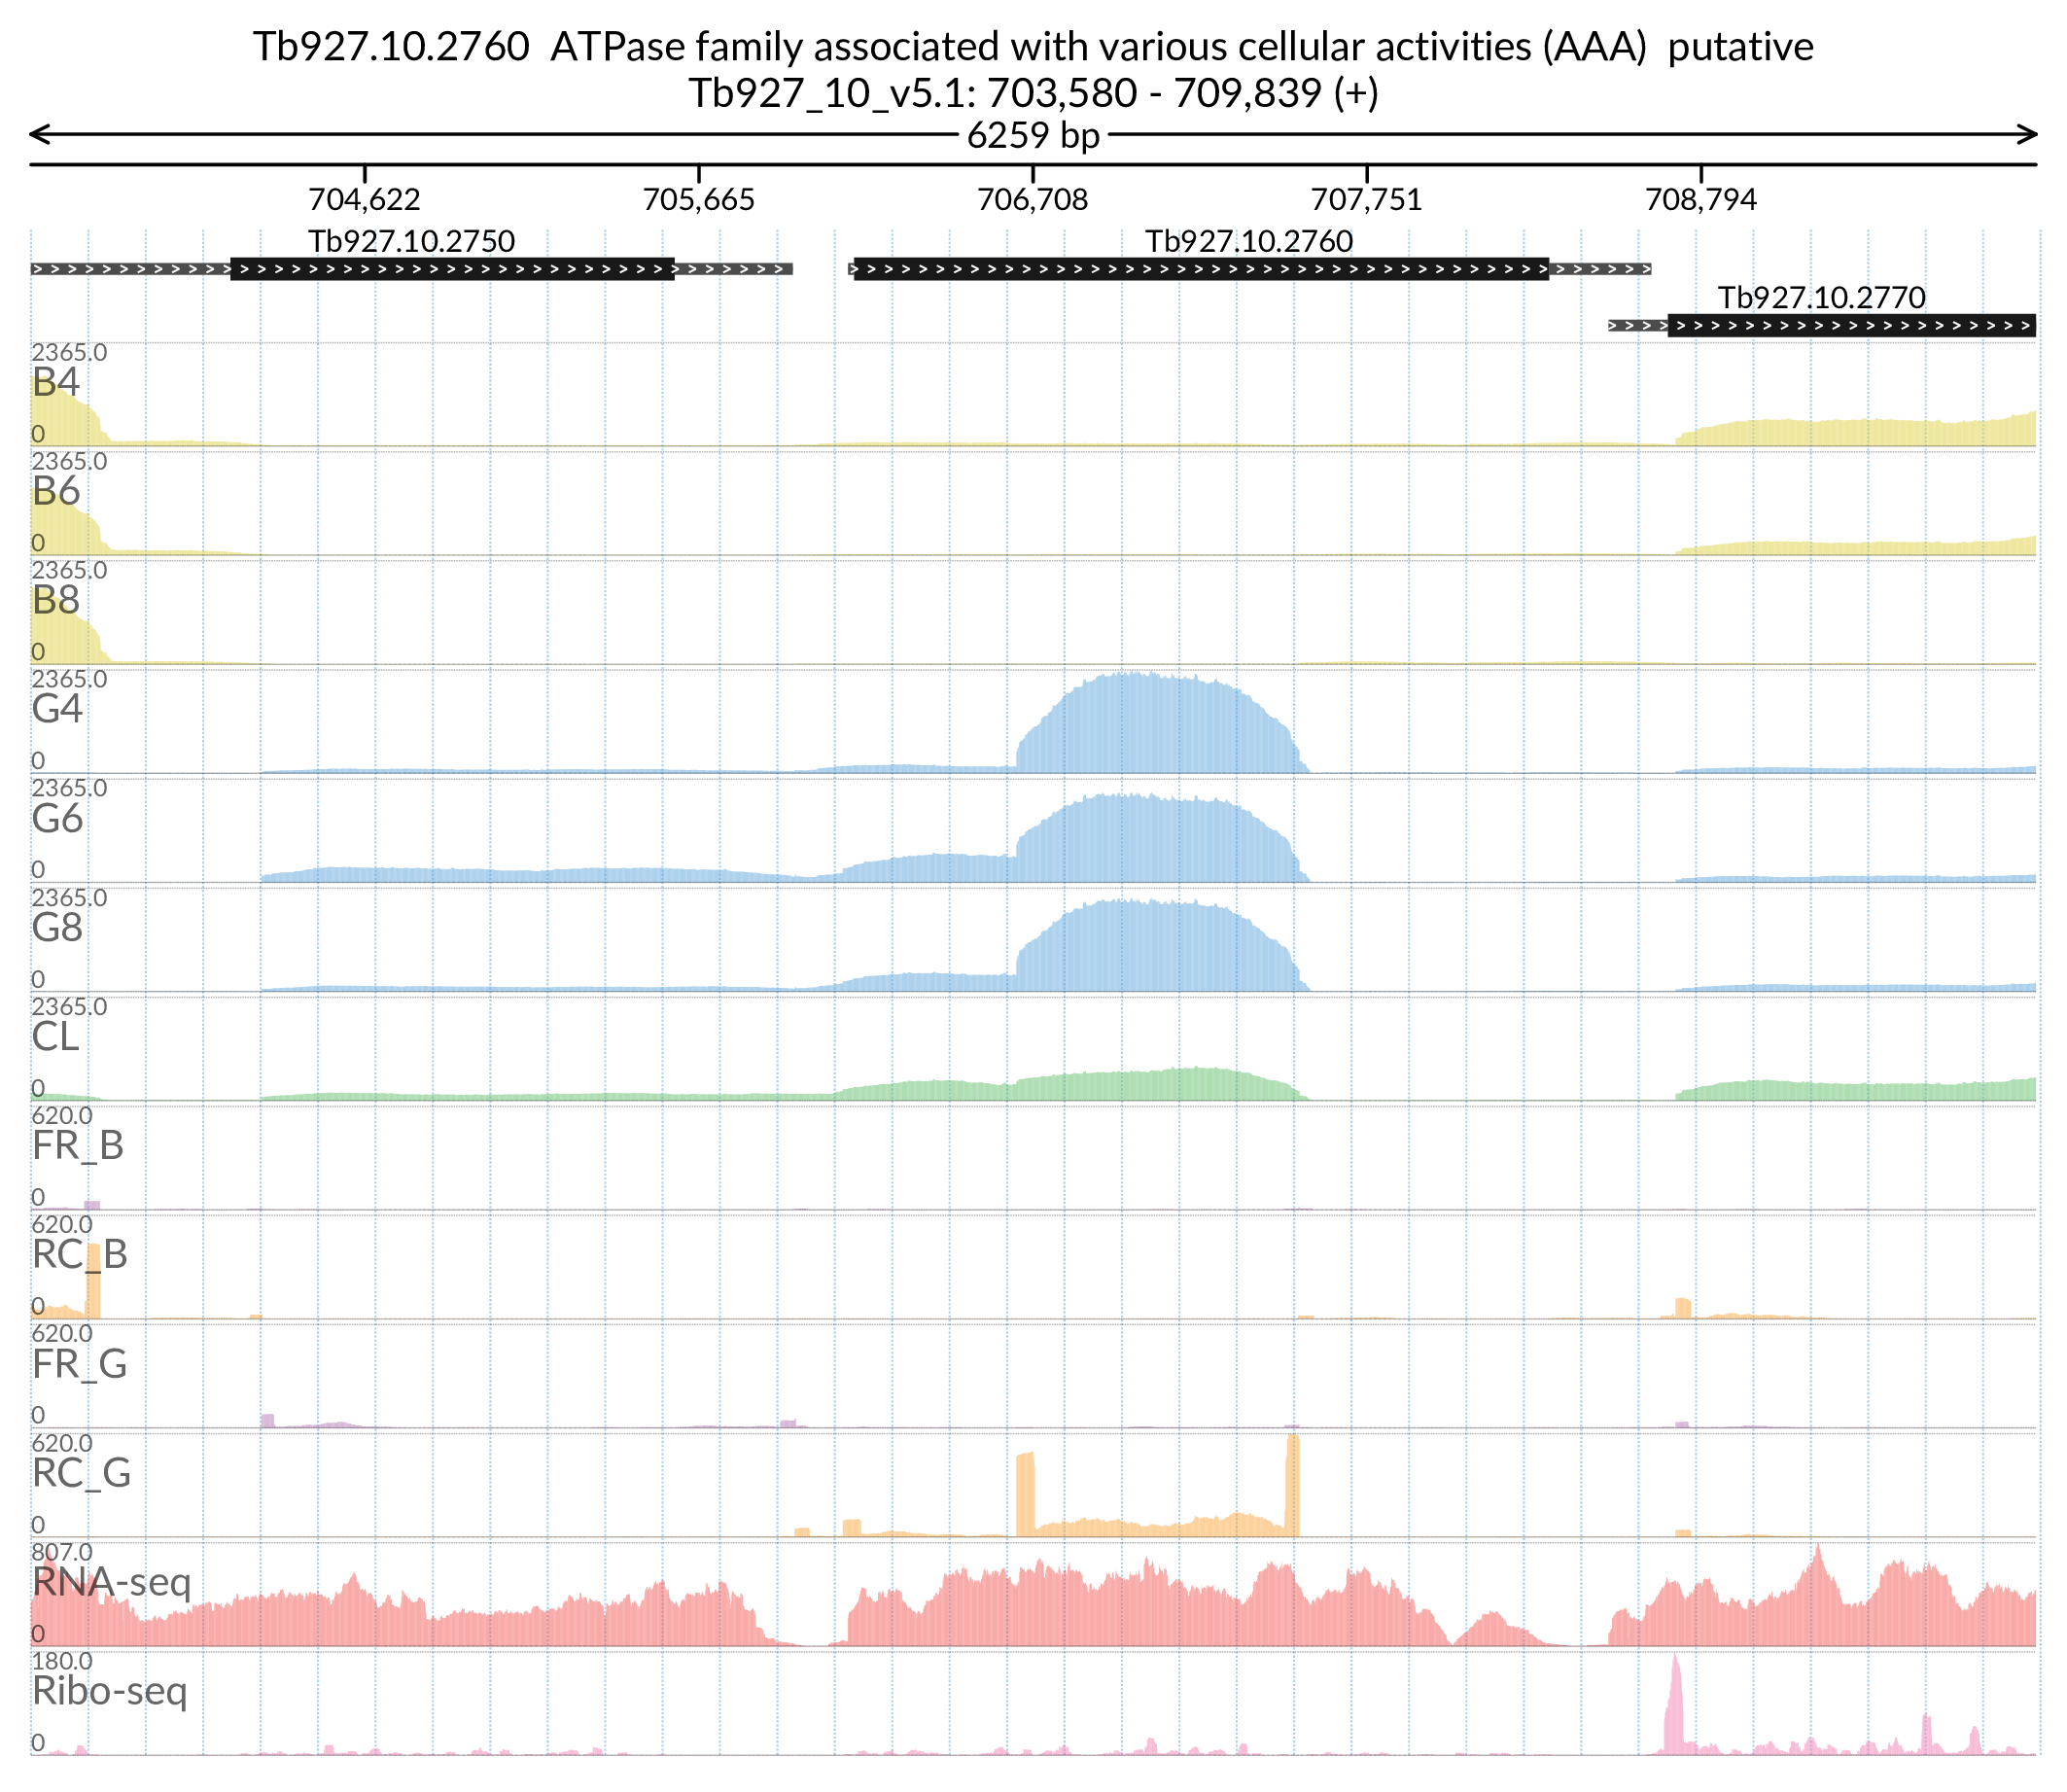 Tb927.10.2760  ATPase family associated with various cellular activities (AAA)  putative
Tb927_10_v5.1: 703,580 - 709,839 (+)
6259 bp
704,622 705,665 706,708 707,751 708,794
Tb927.10.2750 Tb927.10.2760
Tb927.10.2770
2365.0
B4
0
2365.0
B6
0
2365.0
B8
0
2365.0
G4
0
2365.0
G6
0
2365.0
G8
0
2365.0
CL
0
620.0
FR_B
0
620.0
RC_B
0
620.0
FR_G
0
620.0
RC_G
0
807.0
RNA-seq
0
180.0
Ribo-seq
0